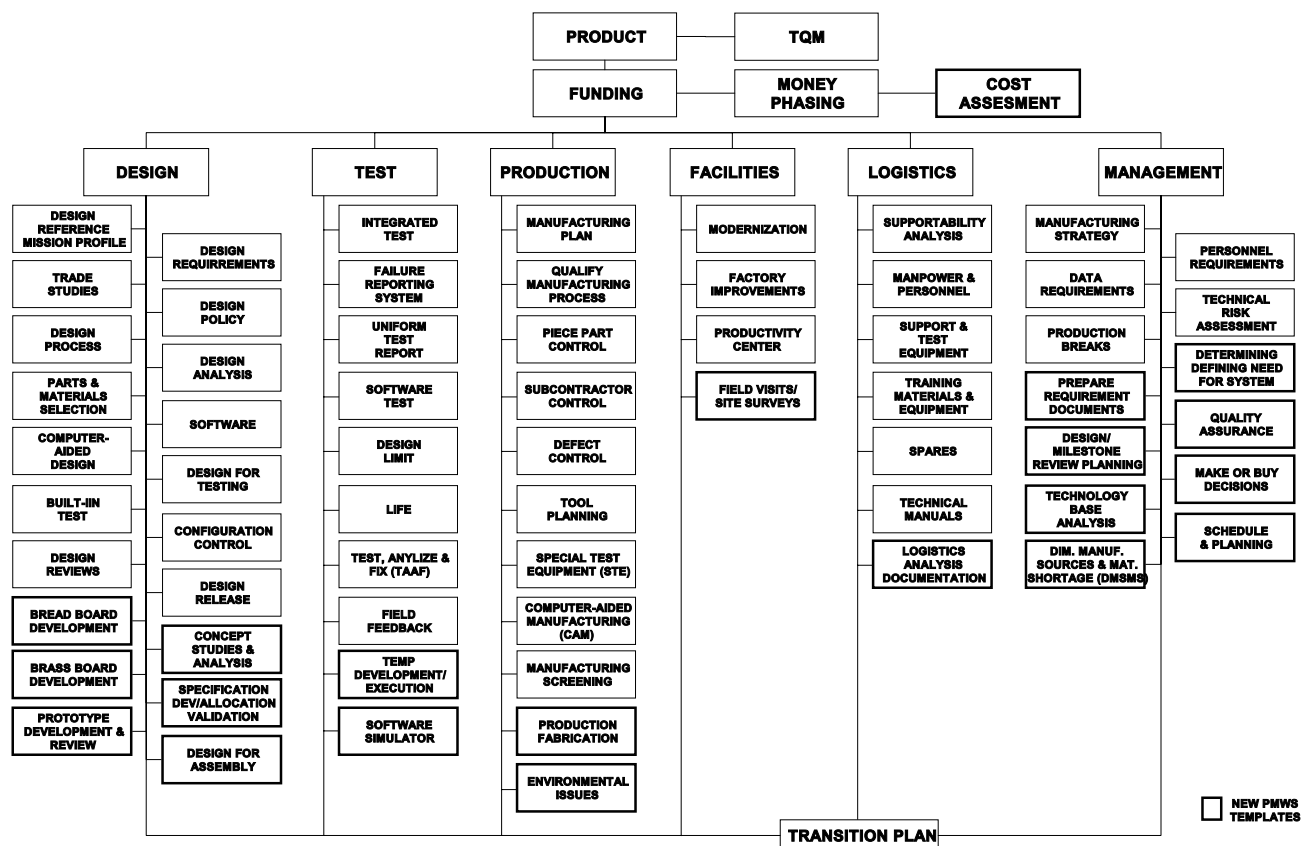 PRODUCT
TQM
FUNDING
MONEY
PHASING
COST
ASSESMENT
DESIGN
TEST
PRODUCTION
FACILITIES
LOGISTICS
MANAGEMENT
DESIGN
REFERENCE
MISSION PROFILE
TRADE
STUDIES
DESIGN
PROCESS
PARTS &
MATERIALS
SELECTION
COMPUTER-
AIDED
DESIGN
BUILT-IIN
TEST
DESIGN
REVIEWS
BREAD BOARD
DEVELOPMENT
BRASS BOARD
DEVELOPMENT
PROTOTYPE
DEVELOPMENT &
REVIEW
DESIGN
REQUIRREMENTS
DESIGN
POLICY
DESIGN
ANALYSIS
SOFTWARE
DESIGN FOR
TESTING
CONFIGURATION
CONTROL
DESIGN
RELEASE
CONCEPT
STUDIES &
ANALYSIS
SPECIFICATION
DEV/ALLOCATION
VALIDATION
DESIGN FOR
ASSEMBLY
INTEGRATED
TEST
FAILURE
REPORTING
SYSTEM
UNIFORM
TEST
REPORT
SOFTWARE
TEST
DESIGN
LIMIT
LIFE
TEST, ANYLIZE &
FIX (TAAF)
FIELD
FEEDBACK
TEMP
DEVELOPMENT/
EXECUTION
SOFTWARE
SIMULATOR
MANUFACTURING
PLAN
QUALIFY
MANUFACTURING
PROCESS
PIECE PART
CONTROL
SUBCONTRACTOR
CONTROL
DEFECT
CONTROL
TOOL
PLANNING
SPECIAL TEST
EQUIPMENT (STE)
COMPUTER-AIDED
MANUFACTURING
(CAM)
MANUFACTURING
SCREENING
PRODUCTION
FABRICATION
ENVIRONMENTAL
ISSUES
MODERNIZATION
FACTORY
IMPROVEMENTS
PRODUCTIVITY
CENTER
FIELD VISITS/
SITE SURVEYS
SUPPORTABILITY
ANALYSIS
MANPOWER &
PERSONNEL
SUPPORT &
TEST
EQUIPMENT
TRAINING
MATERIALS &
EQUIPMENT
SPARES
TECHNICAL
MANUALS
LOGISTICS
ANALYSIS
DOCUMENTATION
MANUFACTURING
STRATEGY
DATA
REQUIREMENTS
PRODUCTION
BREAKS
PREPARE
REQUIREMENT
DOCUMENTS
DESIGN/
MILESTONE
REVIEW PLANNING
TECHNOLOGY
BASE
ANALYSIS
DIM. MANUF.
SOURCES & MAT.
SHORTAGE (DMSMS)
PERSONNEL
REQUIREMENTS
TECHNICAL
RISK
ASSESSMENT
DETERMINING
DEFINING NEED
FOR SYSTEM
QUALITY
ASSURANCE
MAKE OR BUY
DECISIONS
SCHEDULE
& PLANNING
TRANSITION PLAN
NEW PMWS
TEMPLATES